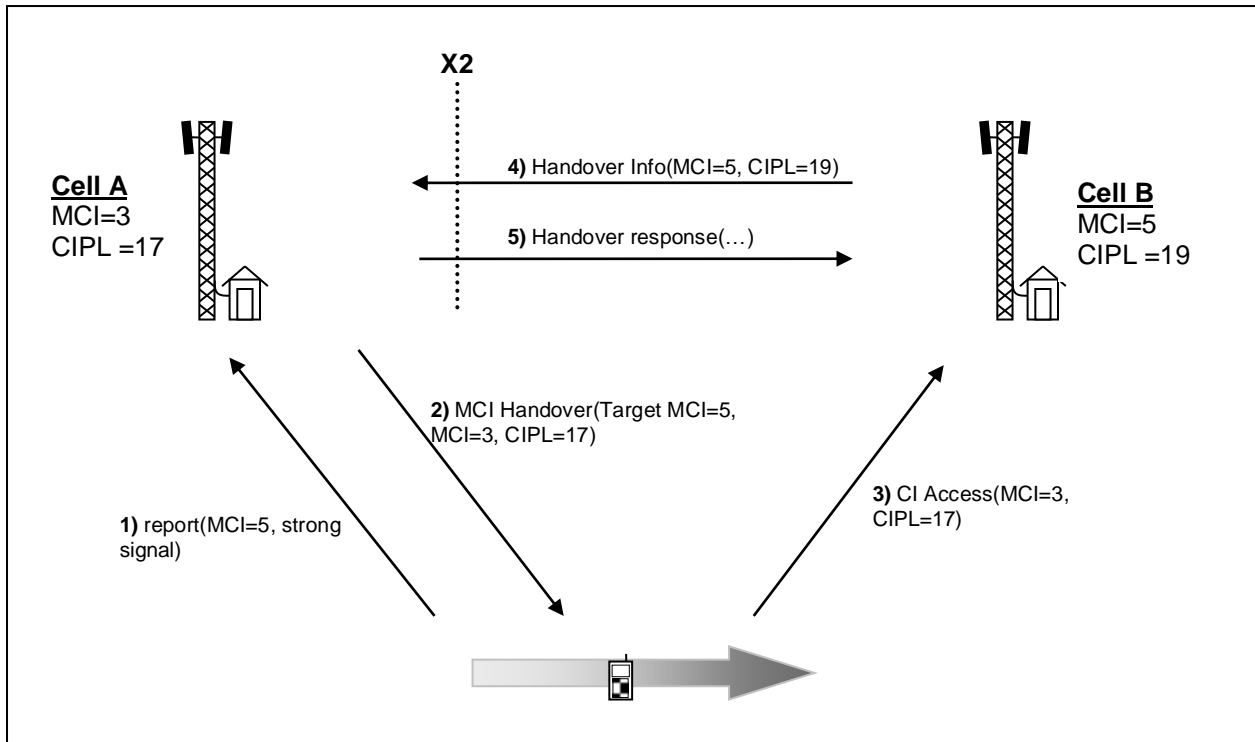 X2
4) Handover Info(MCI=5, CIPL=19)
Cell A
MCI=3
CIPL =17
Cell B
MCI=5
CIPL =19
5) Handover response(…)
2) MCI Handover(Target MCI=5,
MCI=3, CIPL=17)
3) CI Access(MCI=3,
CIPL=17)
1) report(MCI=5, strong
signal)